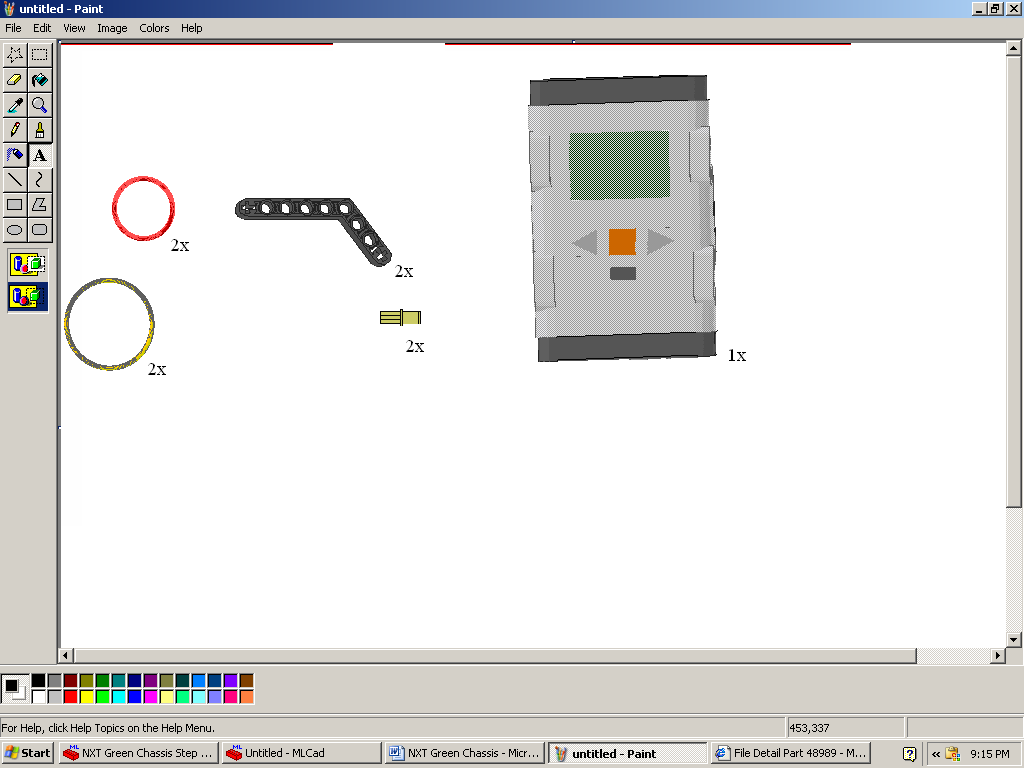 untitled - Paint
File Edit View Image Colors Help
A
2x
2x
2x
2x
1x
For Help, click Help Topics on the Help Menu.
453,337
Start
ML
NXT Green Chassis Step ...
ML
Untitled - MLCad
NXT Green Chassis - Micr...
untitled - Paint
File Detail Part 48989 - M...
?
«
9:15 PM